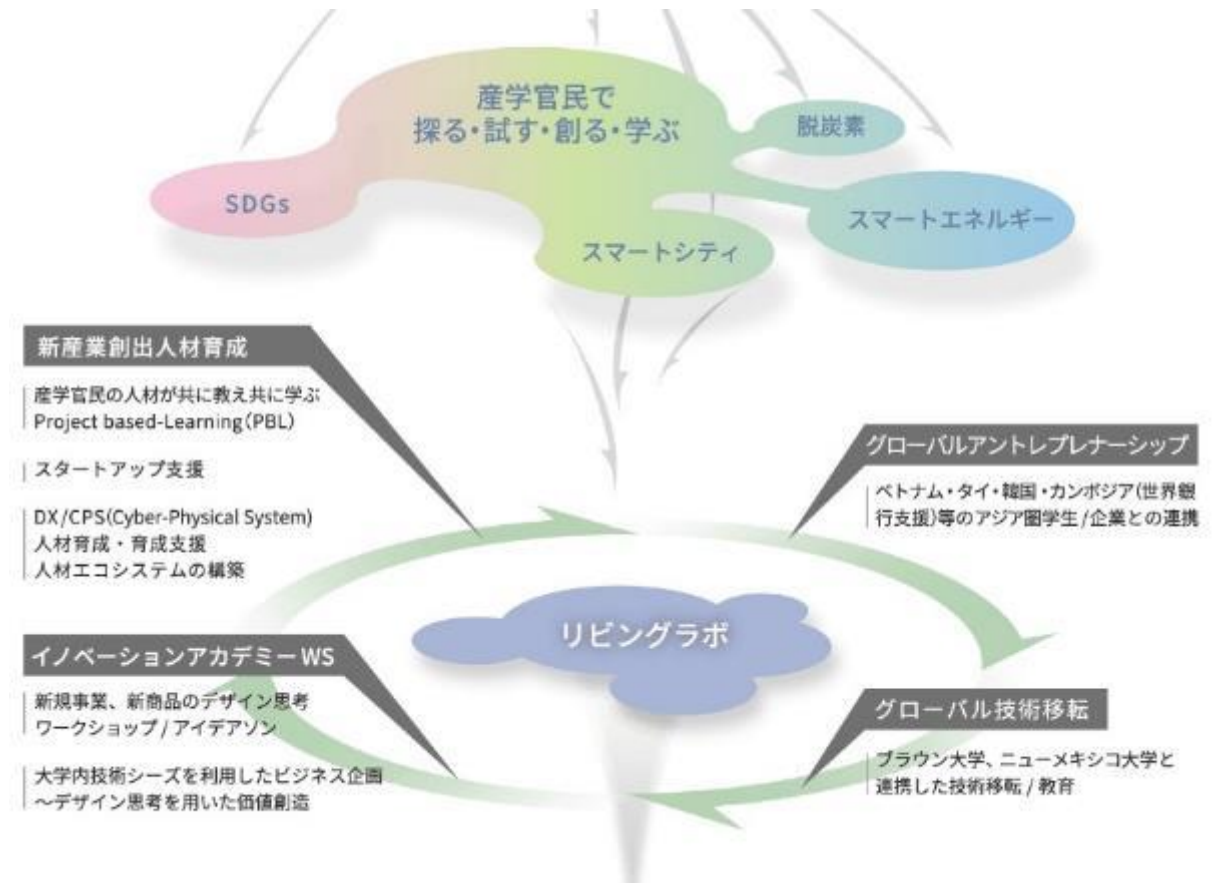 産学官民で
探る・試す・創る・学ぶ
脱炭素
SDGs
スマートエネルギー
スマートシティ
新産業創出人材育成
産学官民の人材が共に教え共に学ぶ
Project based-Learning(PBL)
スタートアップ支援
DX/CPS(Cyber-Physical System)
人材育成・育成支援
人材エコシステムの構築
グローバルアントレプレナーシップ
ベトナム・タイ・韓国・カンボジア(世界銀
行支援)等のアジア圏学生/企業との連携
リビングラボ
イノベーションアカデミーWS
新規事業、新商品のデザイン思考
ワークショップ/アイデアソン
大学内技術シーズを利用したビジネス企画
～デザイン思考を用いた価値創造
グローバル技術移転
ブラウン大学、ニューメキシコ大学と
連携した技術移転/教育